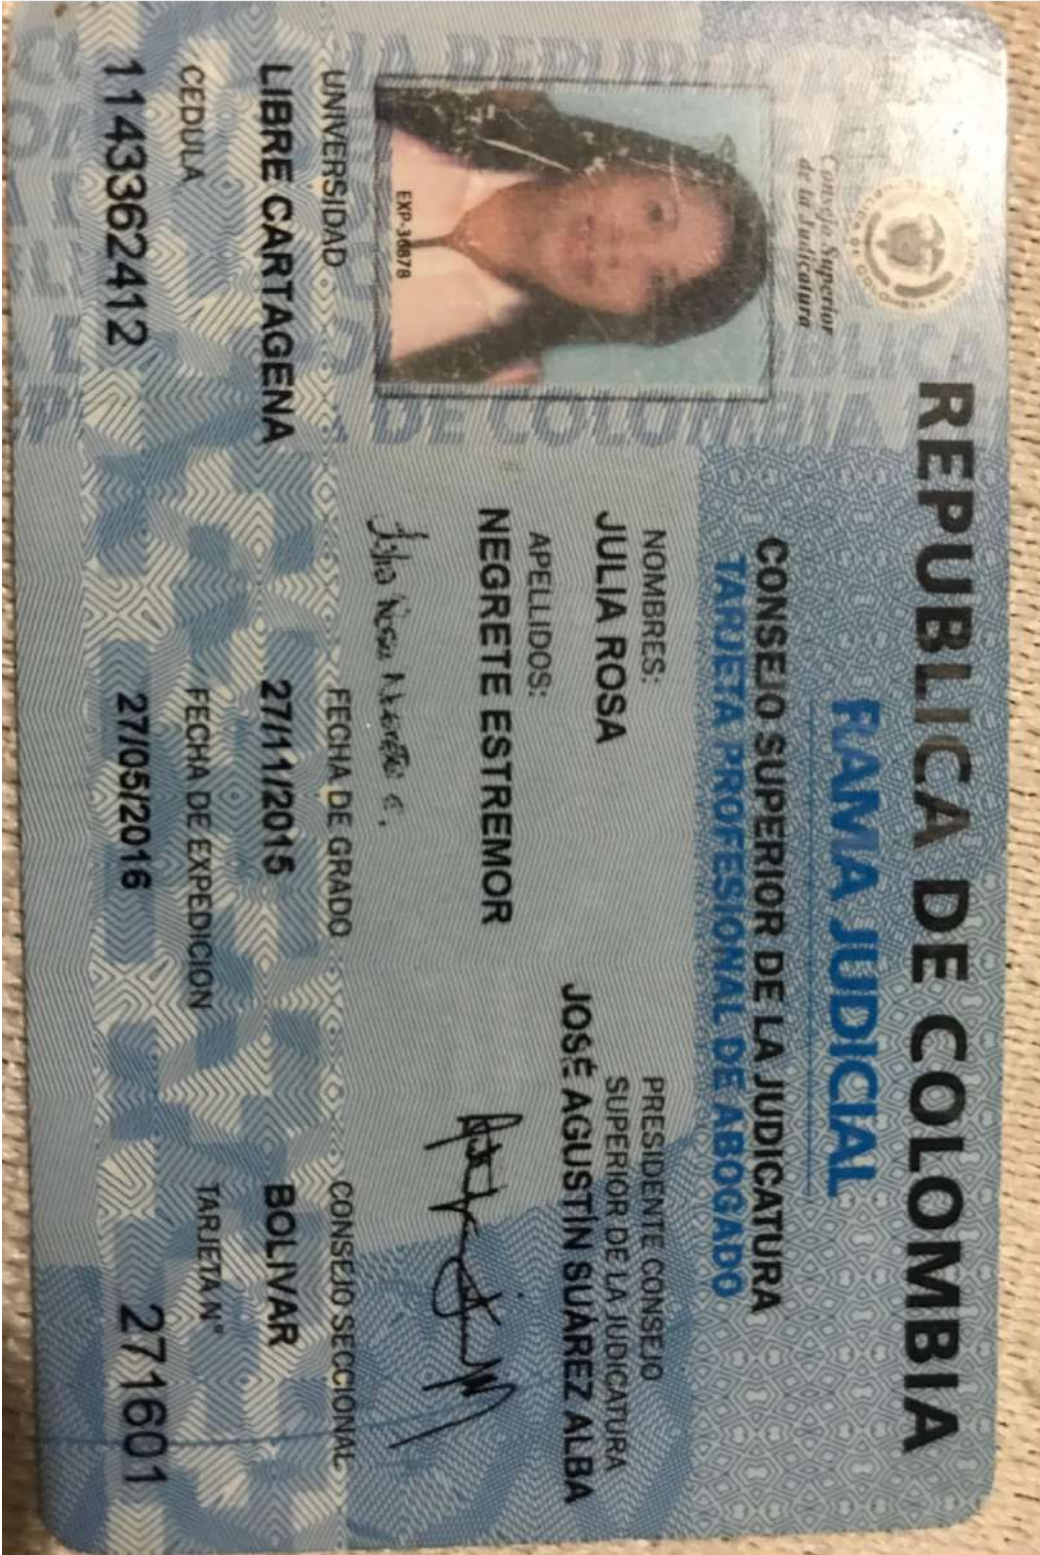 REPUBLICA DE COLOMBIA
RAMA JUDICIAL
Consejo Superior
de la Judicatura
CONSEJO SUPERIOR DE LA JUDICATURA
TARJETA PROFESIONAL DE ABOGADO
EXP-36878
NOMBRES:
JULIA ROSA
APELLIDOS:
NEGRETE ESTREMOR
PRESIDENTE CONSEJO
SUPERIOR DE LA JUDICATURA
JOSÉ AGUSTÍN SUÁREZ ALBA
UNIVERSIDAD
LIBRE CARTAGENA
FECHA DE GRADO
27/11/2015
CONSEJO SECCIONAL
BOLIVAR
CEDULA
1143362412
FECHA DE EXPEDICION
27/05/2016
TARJETA N°
271601